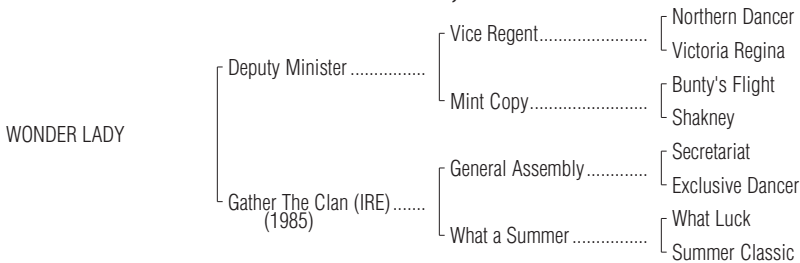 Northern Dancer
Vice Regent......................
Victoria Regina
Deputy Minister ................
Bunty's Flight
Mint Copy........................
Shakney
WONDER LADY
Secretariat
General Assembly.............
Exclusive Dancer
Gather The Clan (IRE).......
(1985)
What Luck
What a Summer ................
Summer Classic